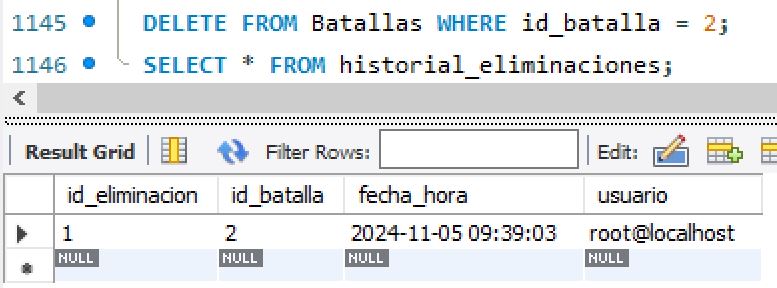 1145 DELETE FROM Batallas WHERE id_batalla = 2;
1146 SELECT * FROM historial_eliminaciones;
Result Grid Filter Rows: Edit:
id_eliminacion id_batalla fecha_hora usuario
1 2 2024-11-05 09:39:03 root@localhost
NULL NULL NULL NULL